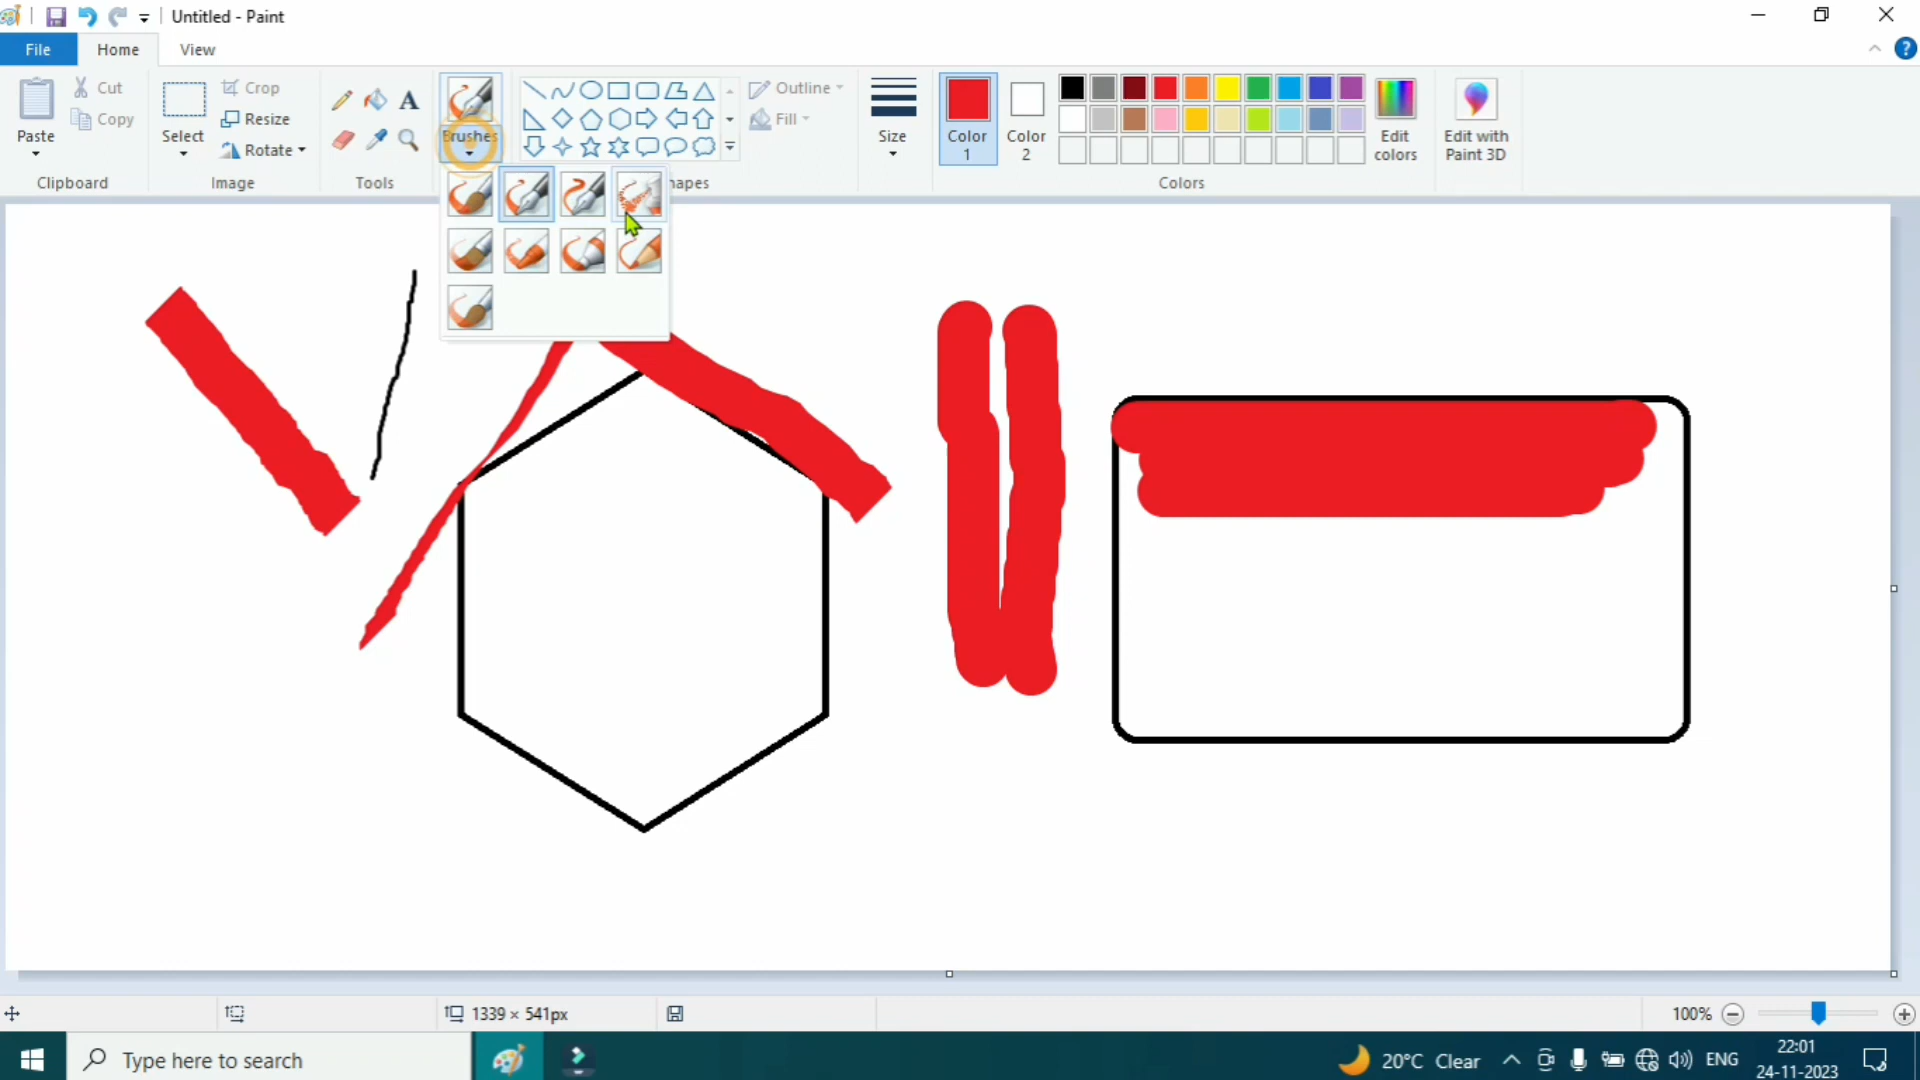 Untitled - Paint
File Home View
Paste
Cut
Copy
Clipboard
Select
Crop
Resize
Rotate
Image
Tools
Brushes
hapes
Outline
Fill
Size
Color 1
Color 2
Edit colors
Edit with Paint 3D
Colors
A
1339 × 541px
100%
Type here to search
20°C Clear
ENG
22:01
24-11-2023